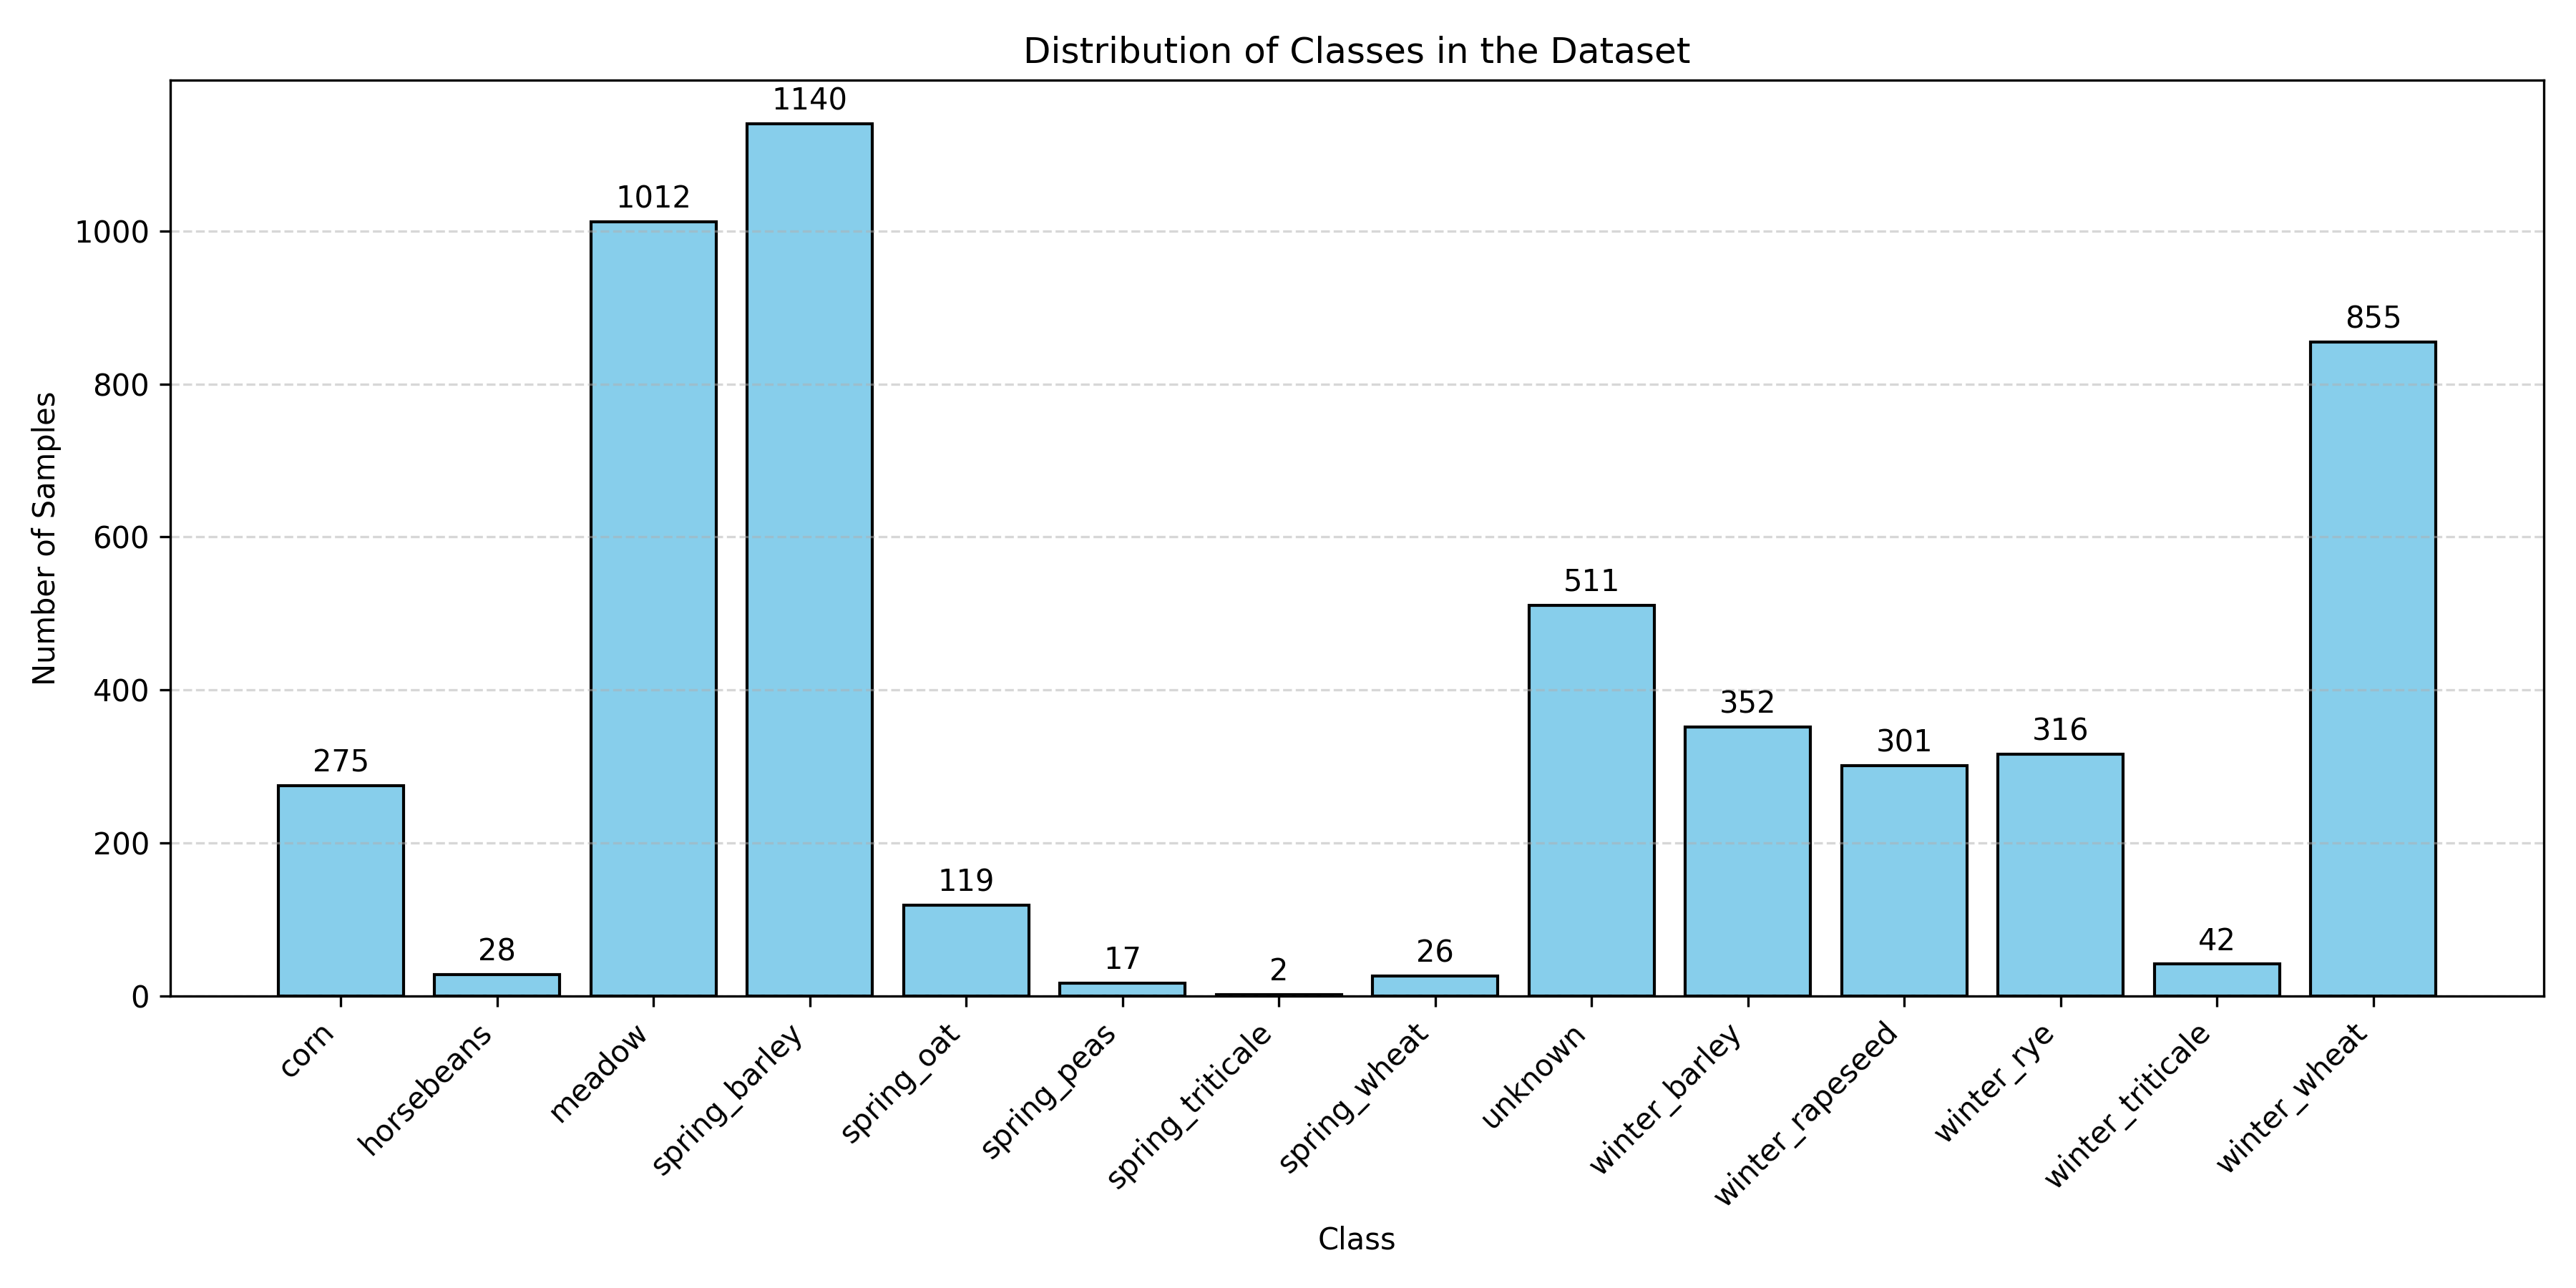 Distribution of Classes in the Dataset
Number of Samples
1000
800
600
400
200
0
275
28
1012
1140
119
17
2
26
511
352
301
316
42
855
corn
horsebeans
meadow
spring_barley
spring_oat
spring_peas
spring_triticale
spring_wheat
unknown
winter_barley
winter_rapeseed
winter_rye
winter_triticale
winter_wheat
Class